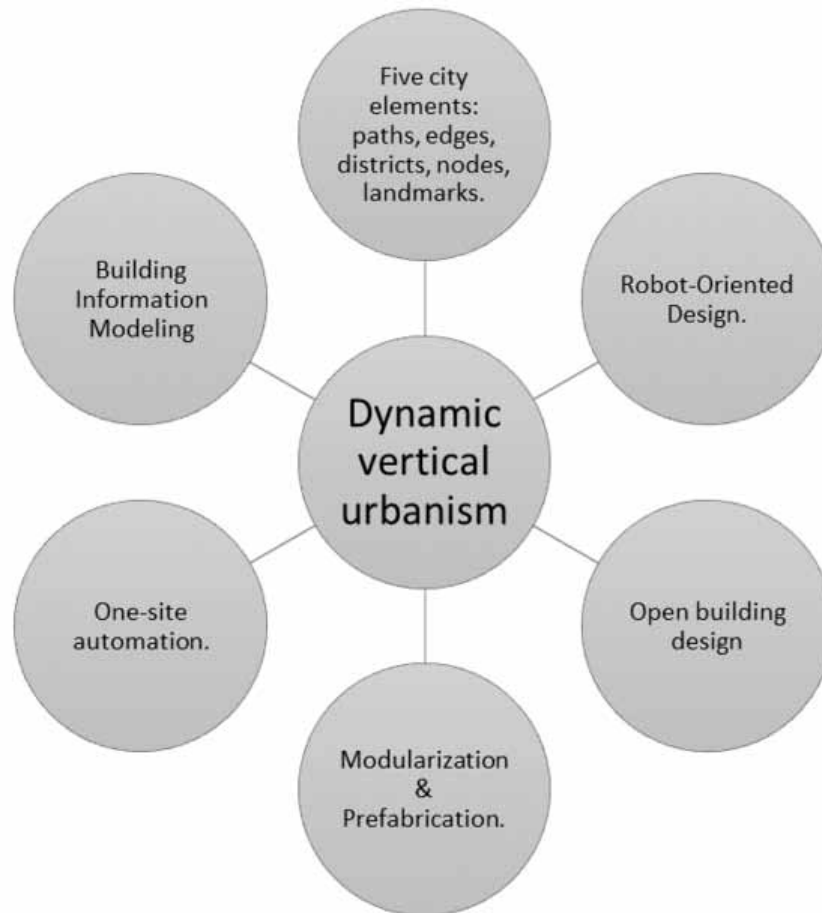 Five city
elements:
paths, edges,
districts, nodes,
landmarks.
Building
Information
Modeling
Robot-Oriented
Design.
Dynamic
vertical
urbanism
One-site
automation.
Open building
design
Modularization
&
Prefabrication.